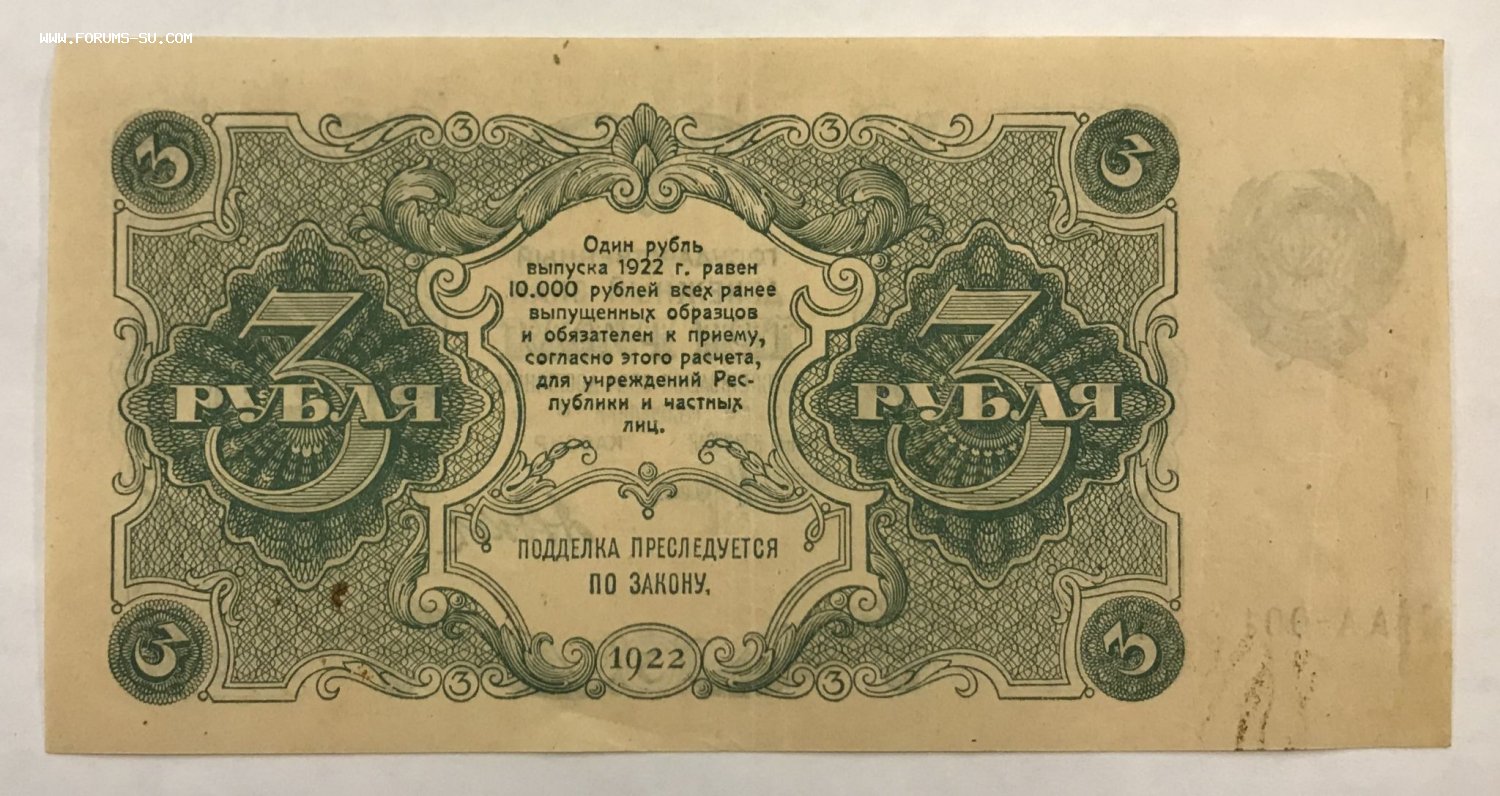 www.forums-su.com
3 3 3 3
Один рубль
выпуска 1922 г. равен
10.000 рублей всех ранее
выпущенных образцов
и обязателен к приему,
согласно этого расчета,
для учреждений Рес-
публики и частных
лиц.
3 РУБЛЯ
3 РУБЛЯ
ПОДДЕЛКА ПРЕСЛЕДУЕТСЯ
ПО ЗАКОНУ.
3 3 1922 3 3